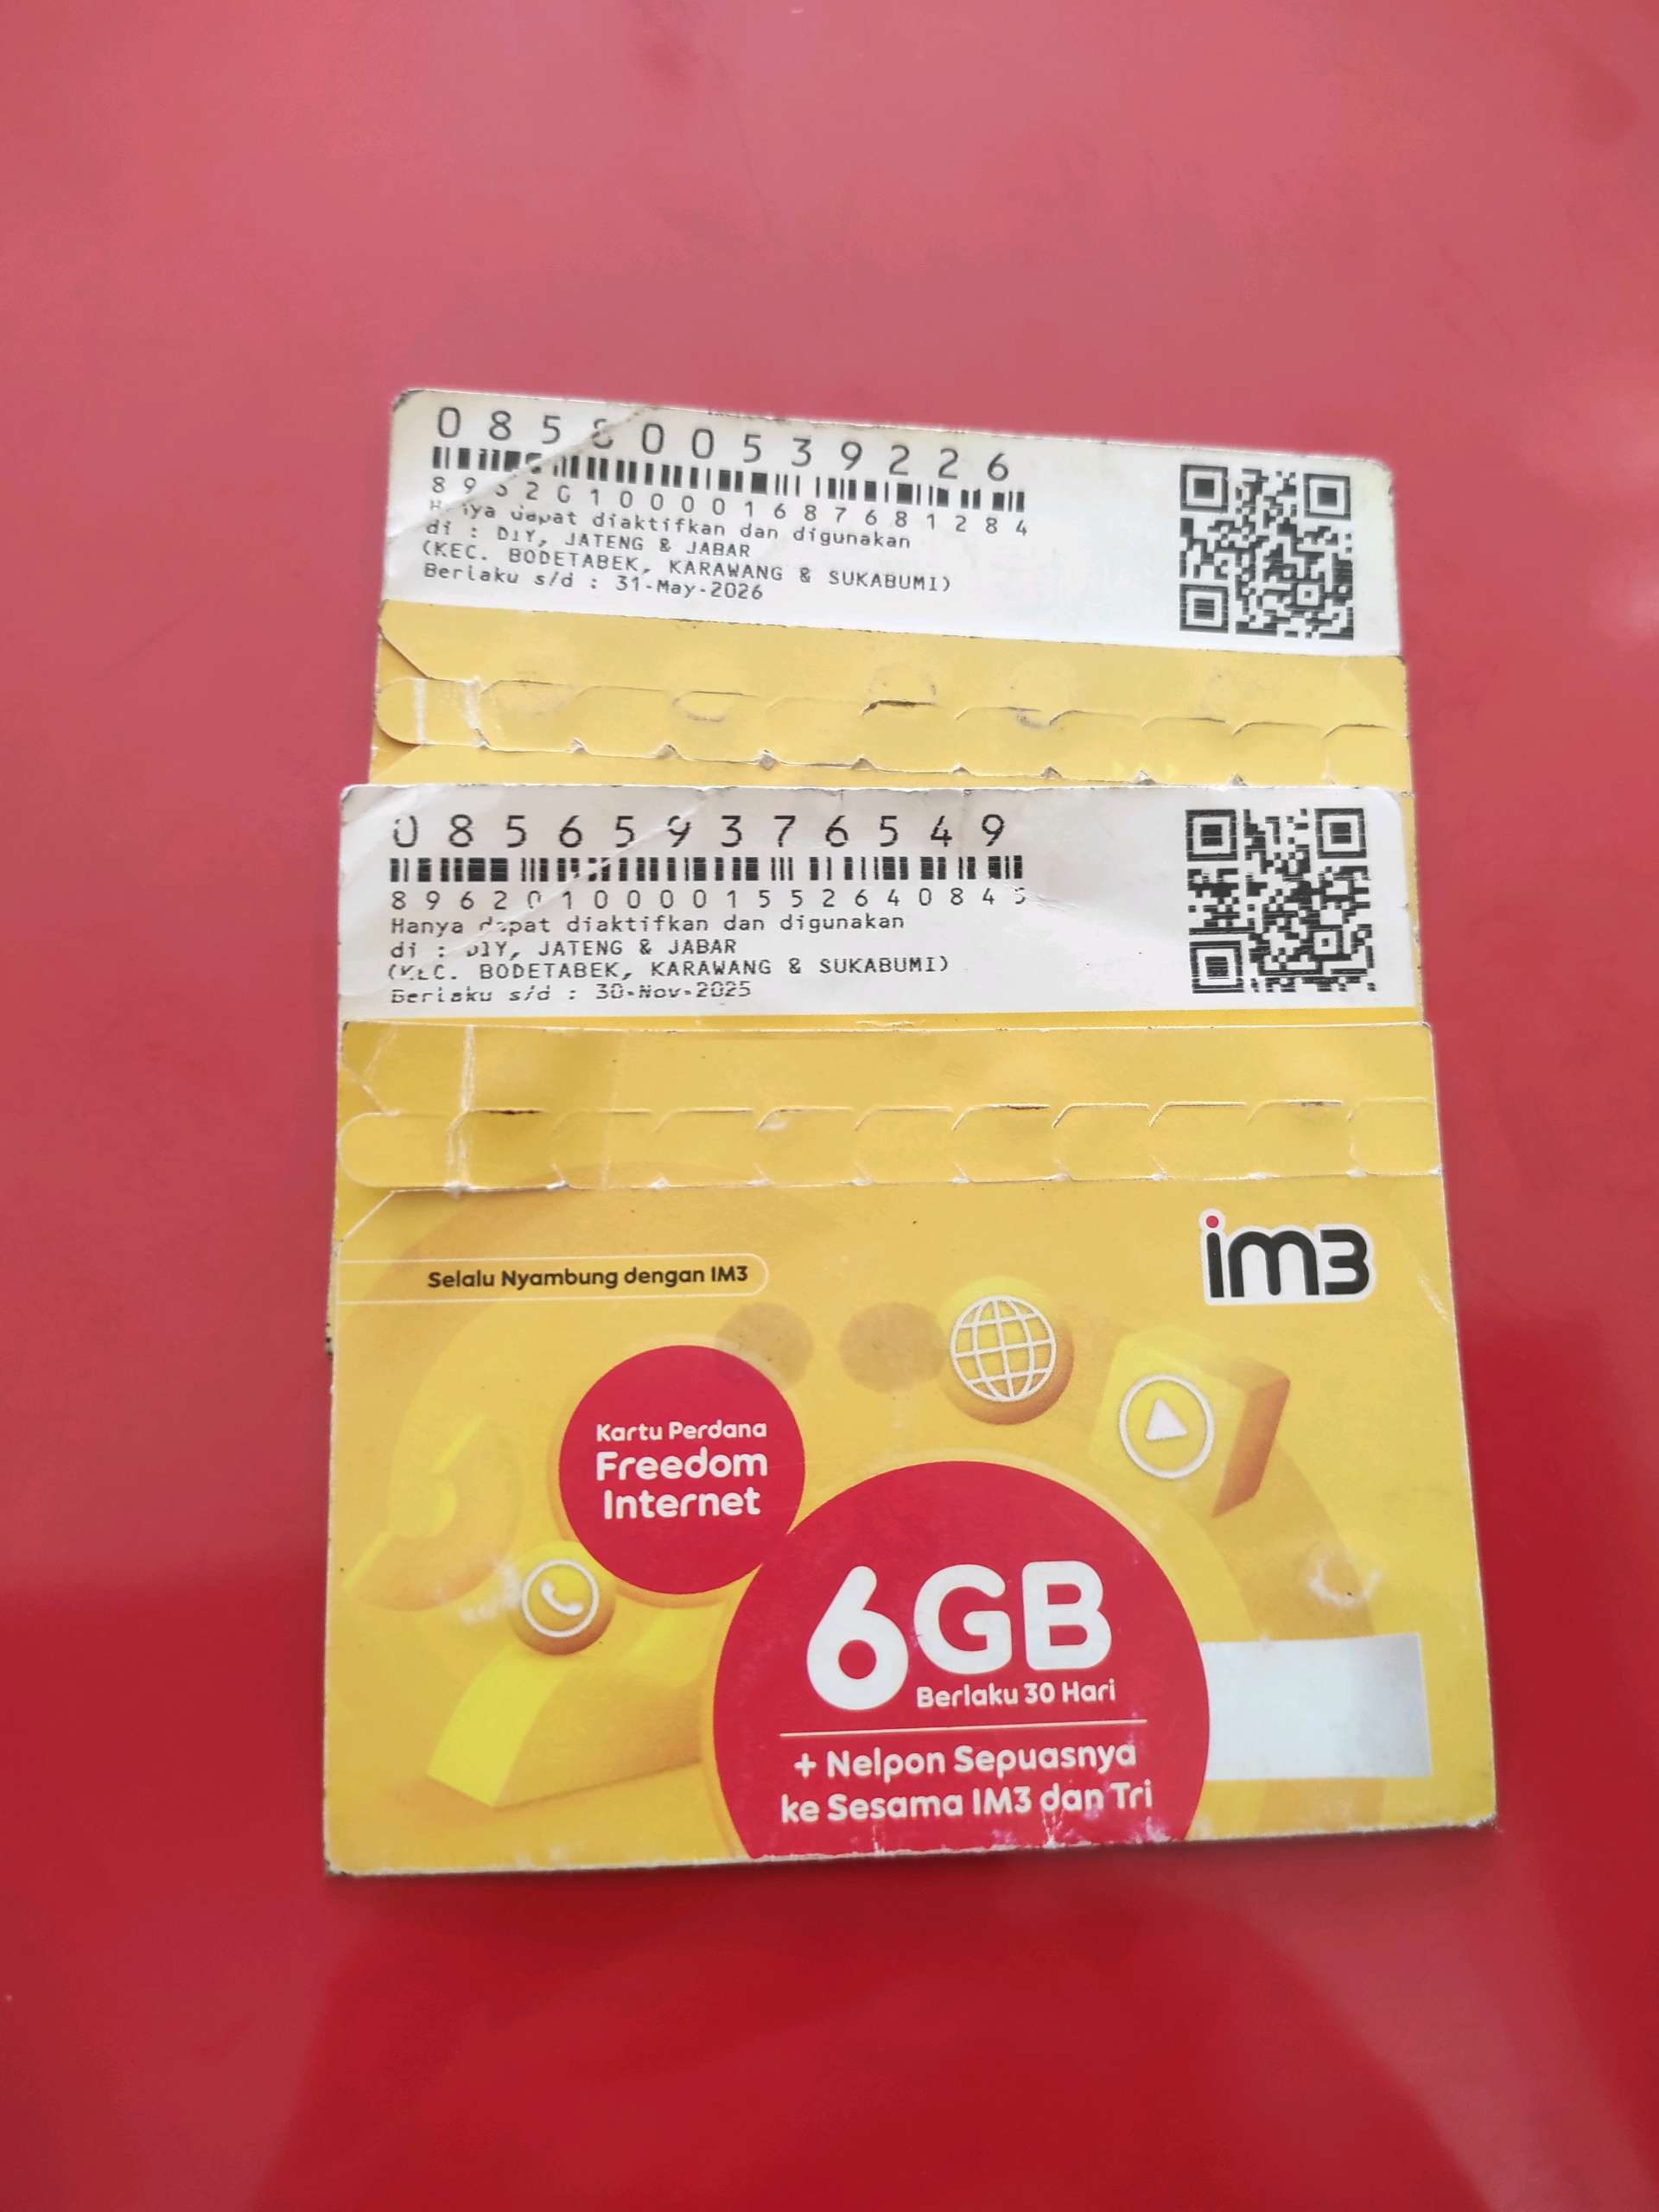 085800539226
89620100001687681284
Hanya dapat diaktifkan dan digunakan
di : DIY, JATENG & JABAR
(KEC. BODETABEK, KARAWANG & SUKABUMI)
Berlaku s/d : 31-May-2026
085659376549
89620100001552640845
Hanya dapat diaktifkan dan digunakan
di : DIY, JATENG & JABAR
(KEC. BODETABEK, KARAWANG & SUKABUMI)
Berlaku s/d : 30-Nov-2025
im3
Selalu Nyambung dengan IM3
Kartu Perdana
Freedom
Internet
6GB
Berlaku 30 Hari
+ Nelpon Sepuasnya
ke Sesama IM3 dan Tri